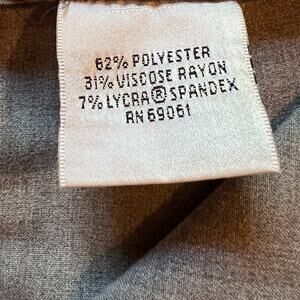 62% POLYESTER
31% VISCOSE RAYON
7% LYCRA® SPANDEX
RN 69061